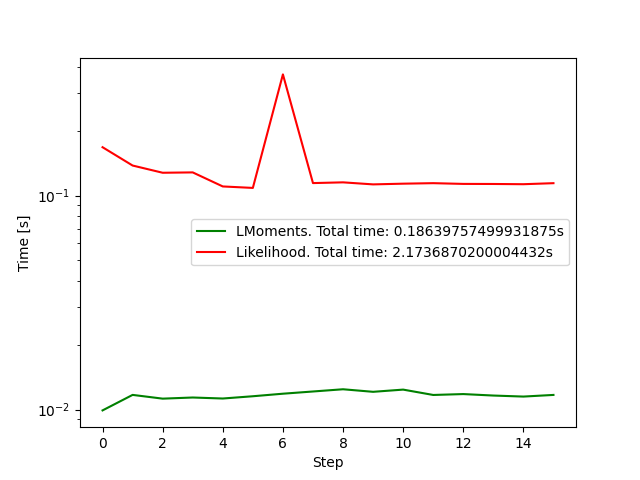 10⁻¹
10⁻²
Time [s]
LMoments. Total time: 0.18639757499931875s
Likelihood. Total time: 2.1736870200004432s
0 2 4 6 8 10 12 14
Step